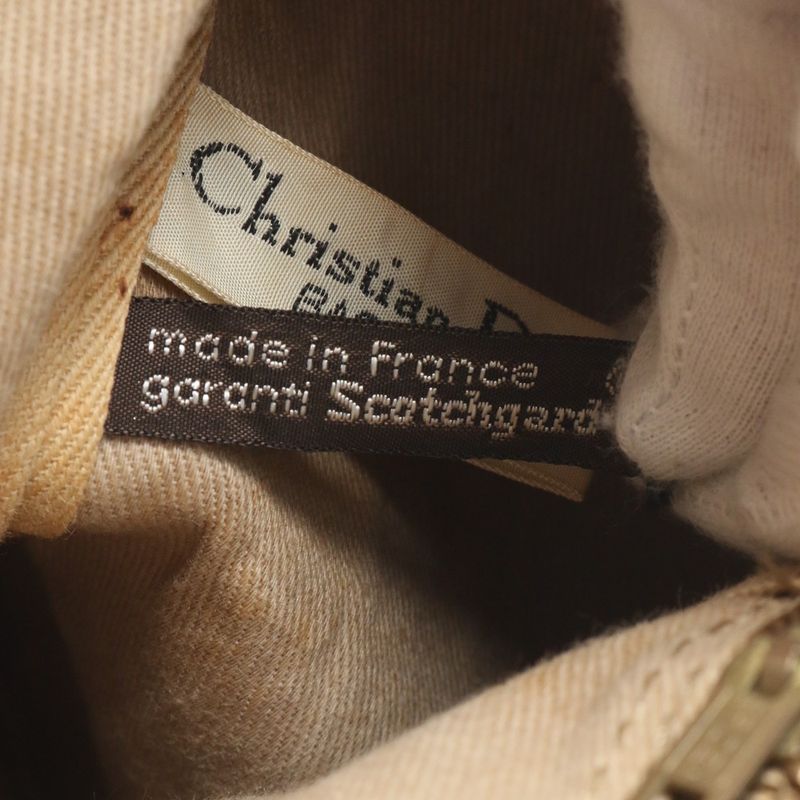 Christian
made in France
garanti Scotchgard